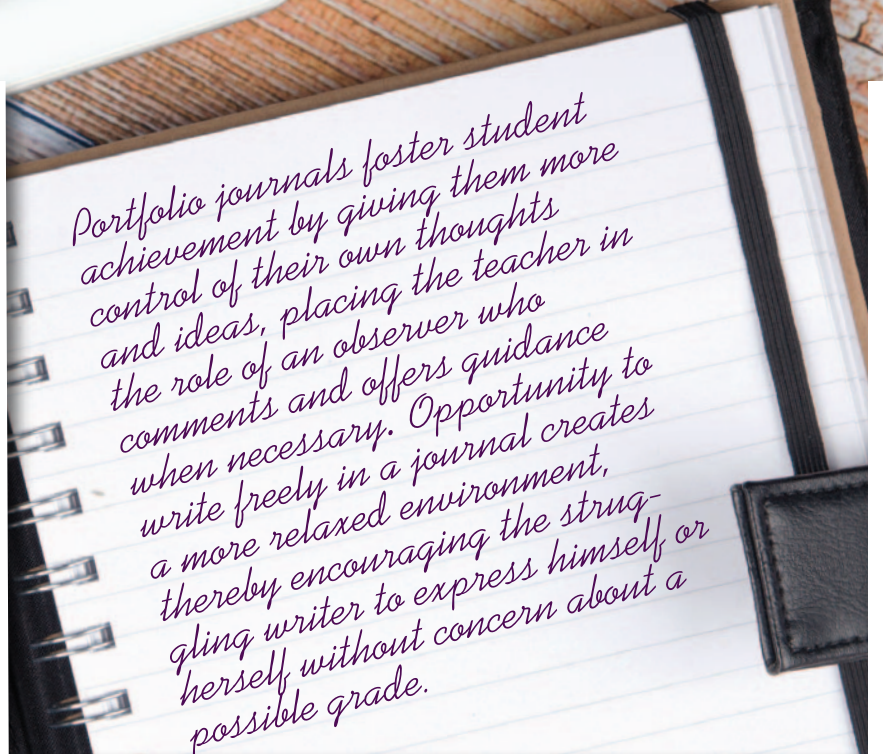 Portfolio journals foster student
achievement by giving them more
control of their own thoughts
and ideas, placing the teacher in
the role of an observer who
comments and offers guidance
when necessary. Opportunity to
write freely in a journal creates
a more relaxed environment,
thereby encouraging the strug-
gling writer to express himself or
herself without concern about a
possible grade.